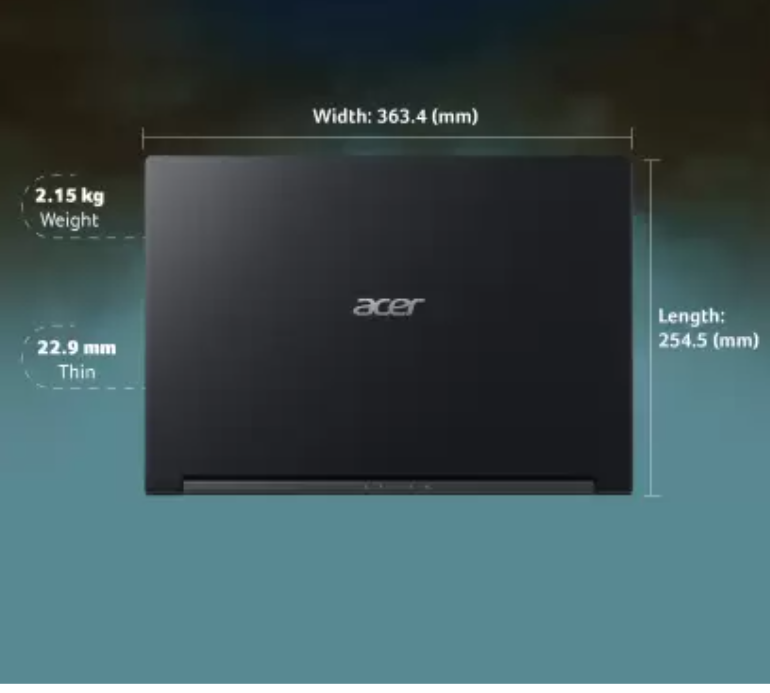 Width: 363.4 (mm)
2.15 kg
Weight
acer
Length:
254.5 (mm)
22.9 mm
Thin